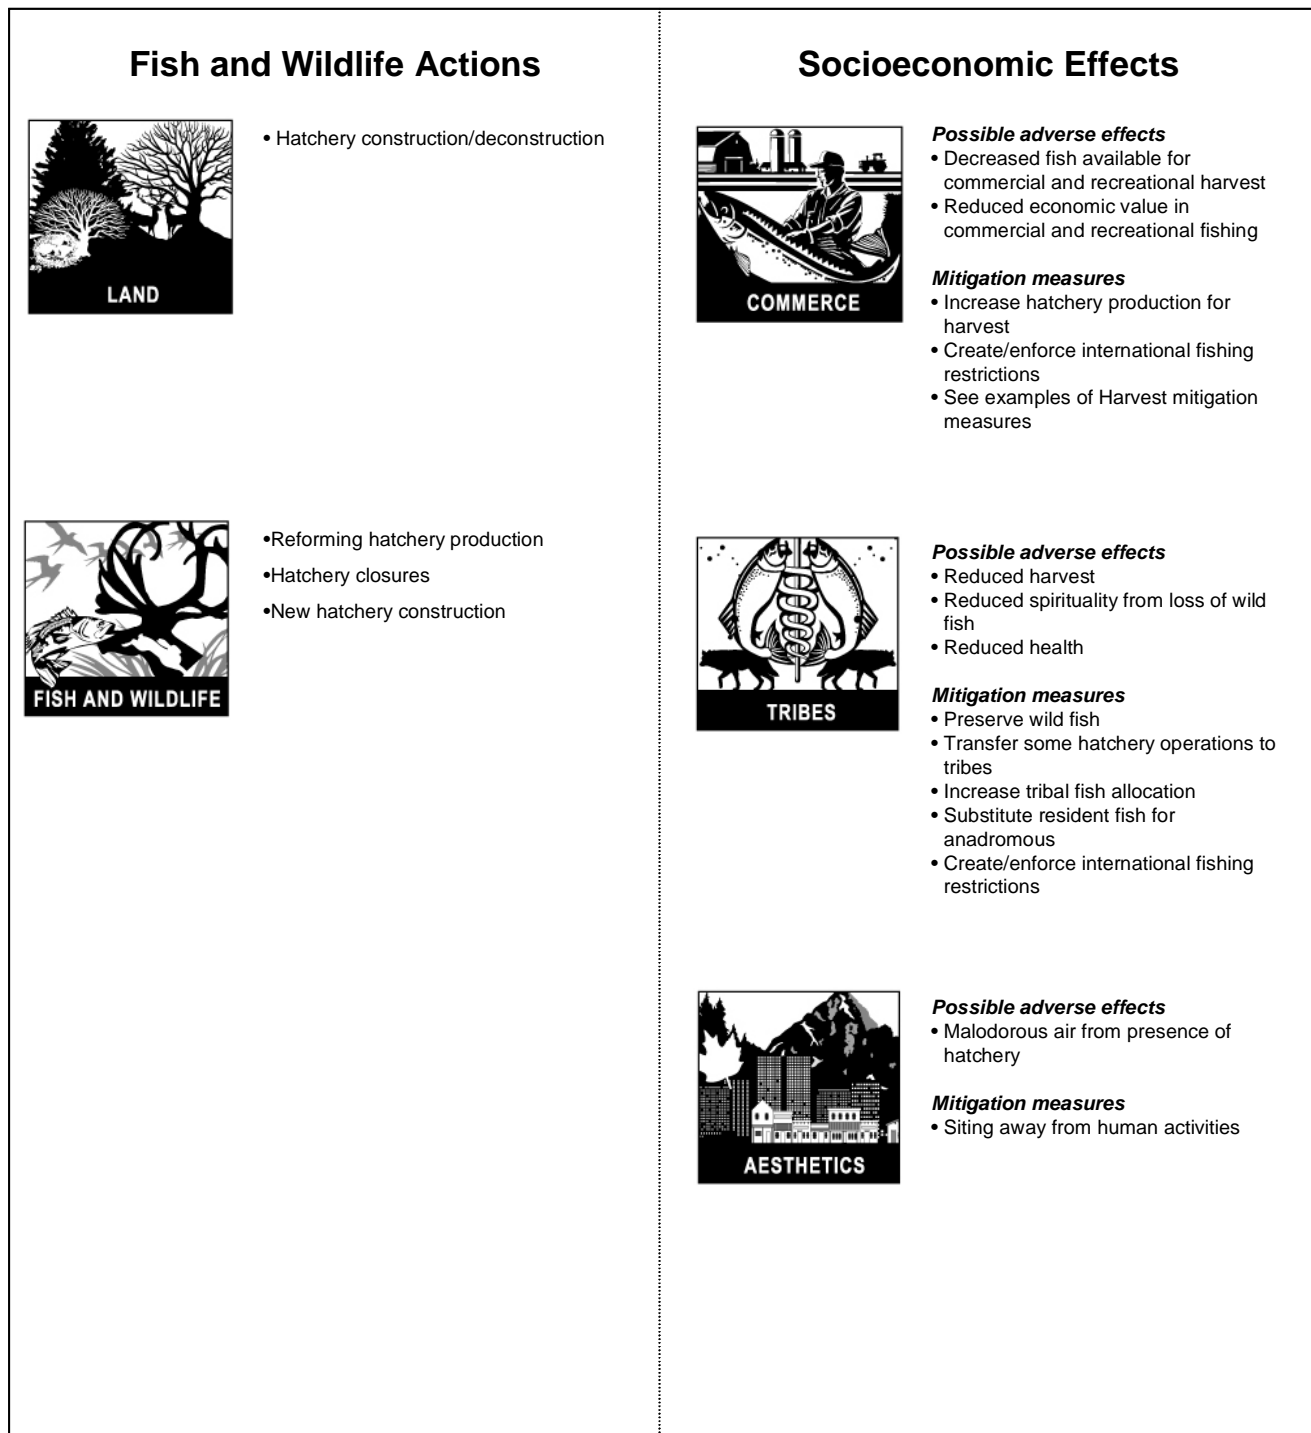 Fish and Wildlife Actions
LAND
• Hatchery construction/deconstruction
FISH AND WILDLIFE
•Reforming hatchery production
•Hatchery closures
•New hatchery construction
Socioeconomic Effects
COMMERCE
Possible adverse effects
• Decreased fish available for
commercial and recreational harvest
• Reduced economic value in
commercial and recreational fishing
Mitigation measures
• Increase hatchery production for
harvest
• Create/enforce international fishing
restrictions
• See examples of Harvest mitigation
measures
TRIBES
Possible adverse effects
• Reduced harvest
• Reduced spirituality from loss of wild
fish
• Reduced health
Mitigation measures
• Preserve wild fish
• Transfer some hatchery operations to
tribes
• Increase tribal fish allocation
• Substitute resident fish for
anadromous
• Create/enforce international fishing
restrictions
AESTHETICS
Possible adverse effects
• Malodorous air from presence of
hatchery
Mitigation measures
• Siting away from human activities